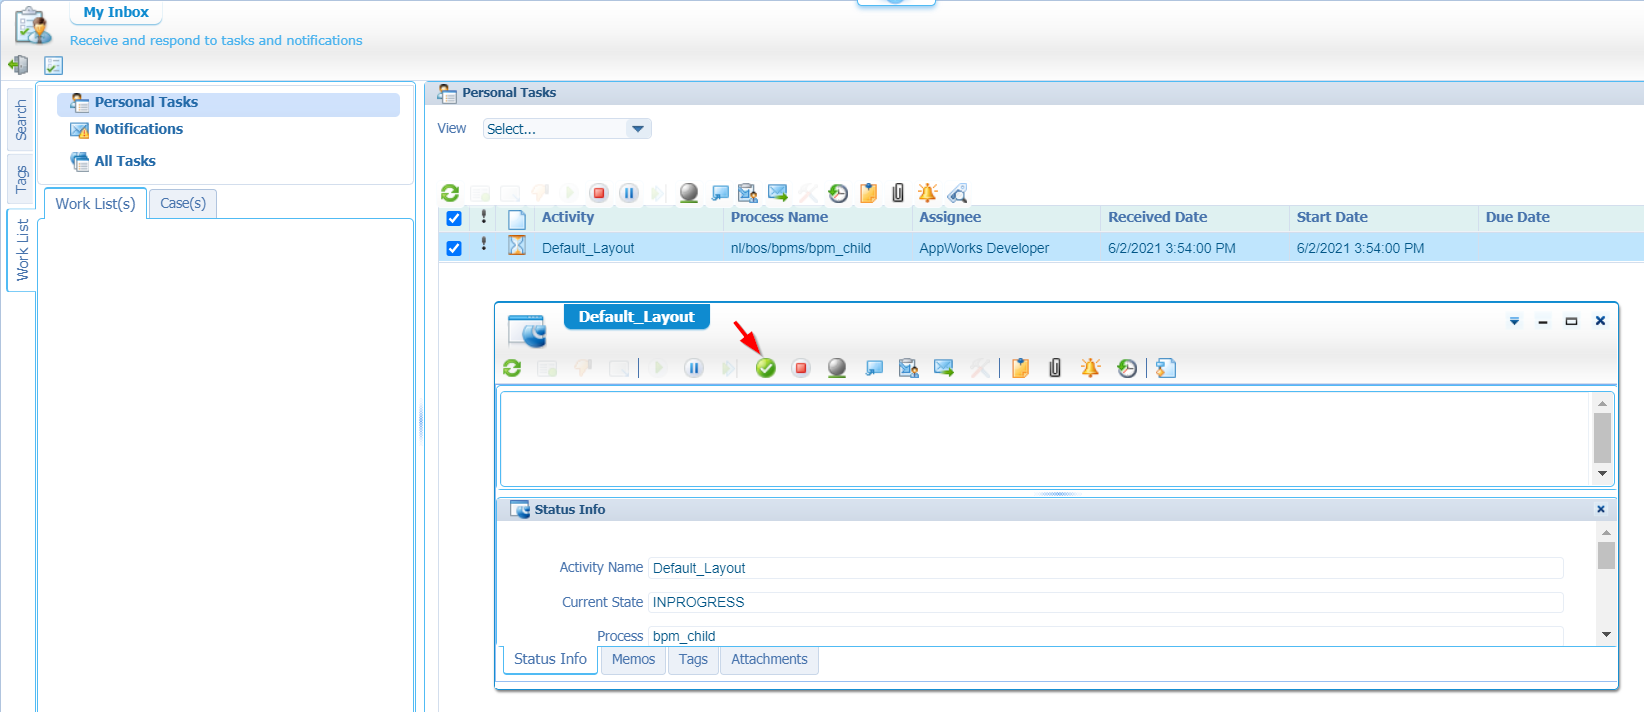 My Inbox
Receive and respond to tasks and notifications
Search
Tags
Work List
Personal Tasks
Notifications
All Tasks
Work List(s) Case(s)
Personal Tasks
View Select...
! Activity Process Name Assignee Received Date Start Date Due Date
! Default_Layout nl/bos/bpms/bpm_child AppWorks Developer 6/2/2021 3:54:00 PM 6/2/2021 3:54:00 PM
Default_Layout
Status Info
Activity Name Default_Layout
Current State INPROGRESS
Process bpm_child
Status Info Memos Tags Attachments